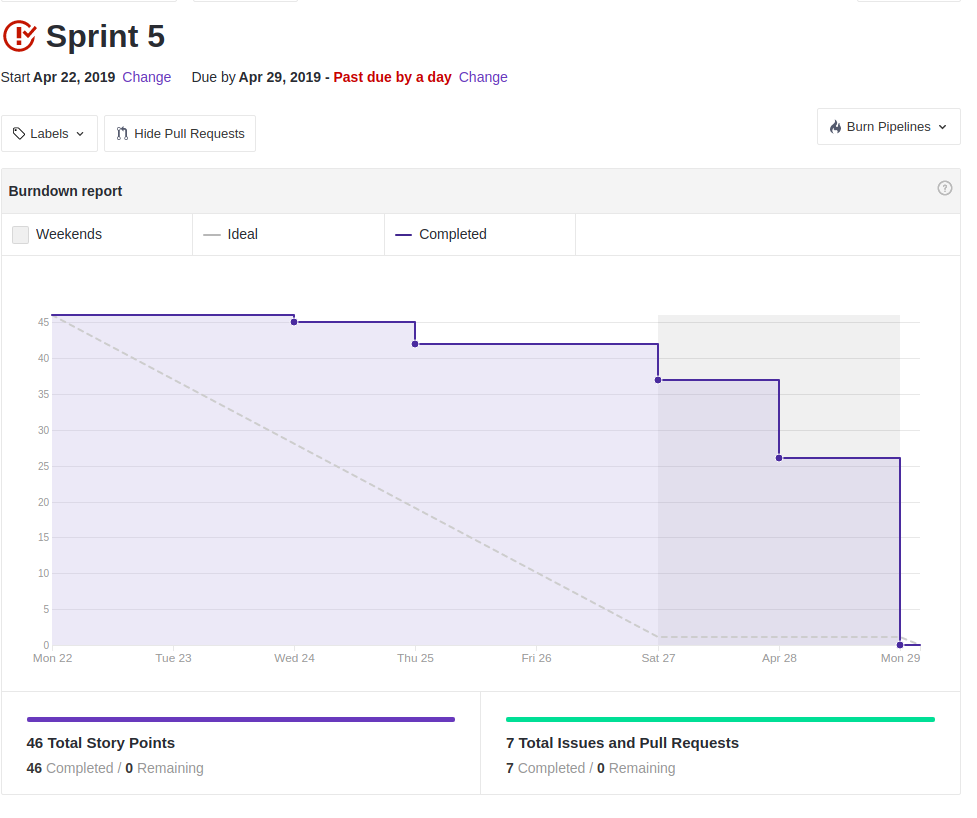 Sprint 5
Start Apr 22, 2019 Change Due by Apr 29, 2019 - Past due by a day Change
Labels Hide Pull Requests Burn Pipelines
Burndown report ?
Weekends Ideal Completed
45
40
35
30
25
20
15
10
5
0
Mon 22 Tue 23 Wed 24 Thu 25 Fri 26 Sat 27 Apr 28 Mon 29
46 Total Story Points
46 Completed / 0 Remaining
7 Total Issues and Pull Requests
7 Completed / 0 Remaining